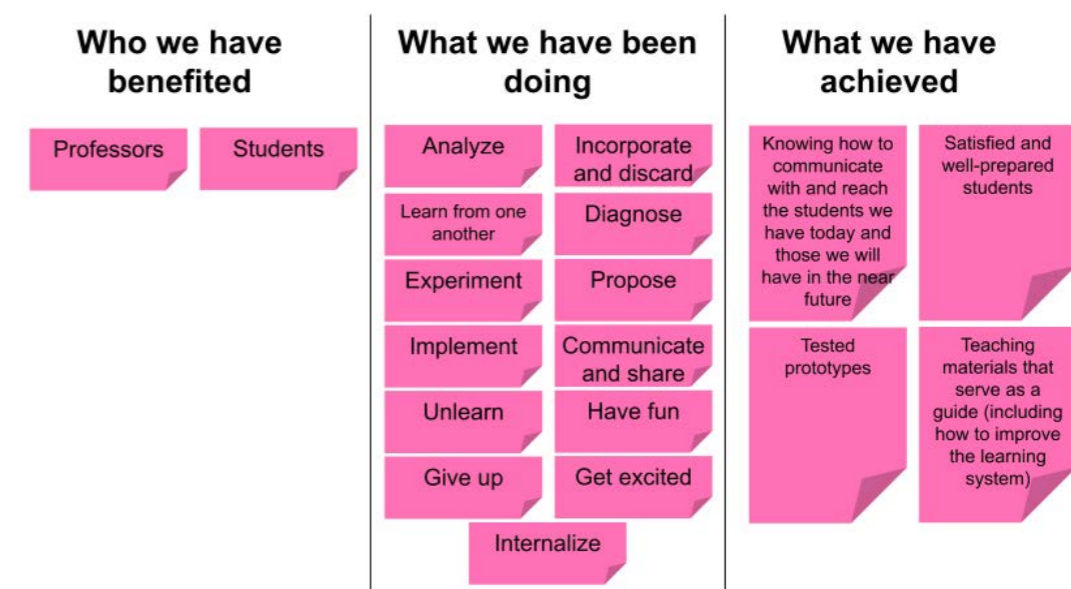 Who we have
benefited
Professors
Students
What we have been
doing
Analyze
Incorporate
and discard
Learn from one
another
Diagnose
Experiment
Propose
Implement
Communicate
and share
Unlearn
Have fun
Give up
Get excited
Internalize
What we have
achieved
Knowing how to
communicate
with and reach
the students we
have today and
those we will
have in the near
future
Satisfied and
well-prepared
students
Tested
prototypes
Teaching
materials that
serve as a
guide (including
how to improve
the learning
system)